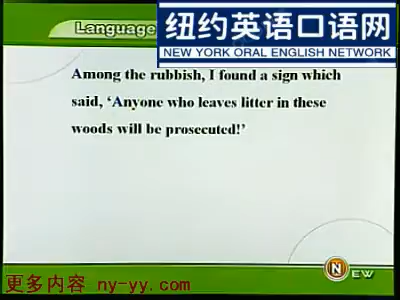 Language
纽约英语口语网
NEW YORK ORAL ENGLISH NETWORK
Among the rubbish, I found a sign which
said, ‘Anyone who leaves litter in these
woods will be prosecuted!’
NEW
更多内容 ny-yy.com